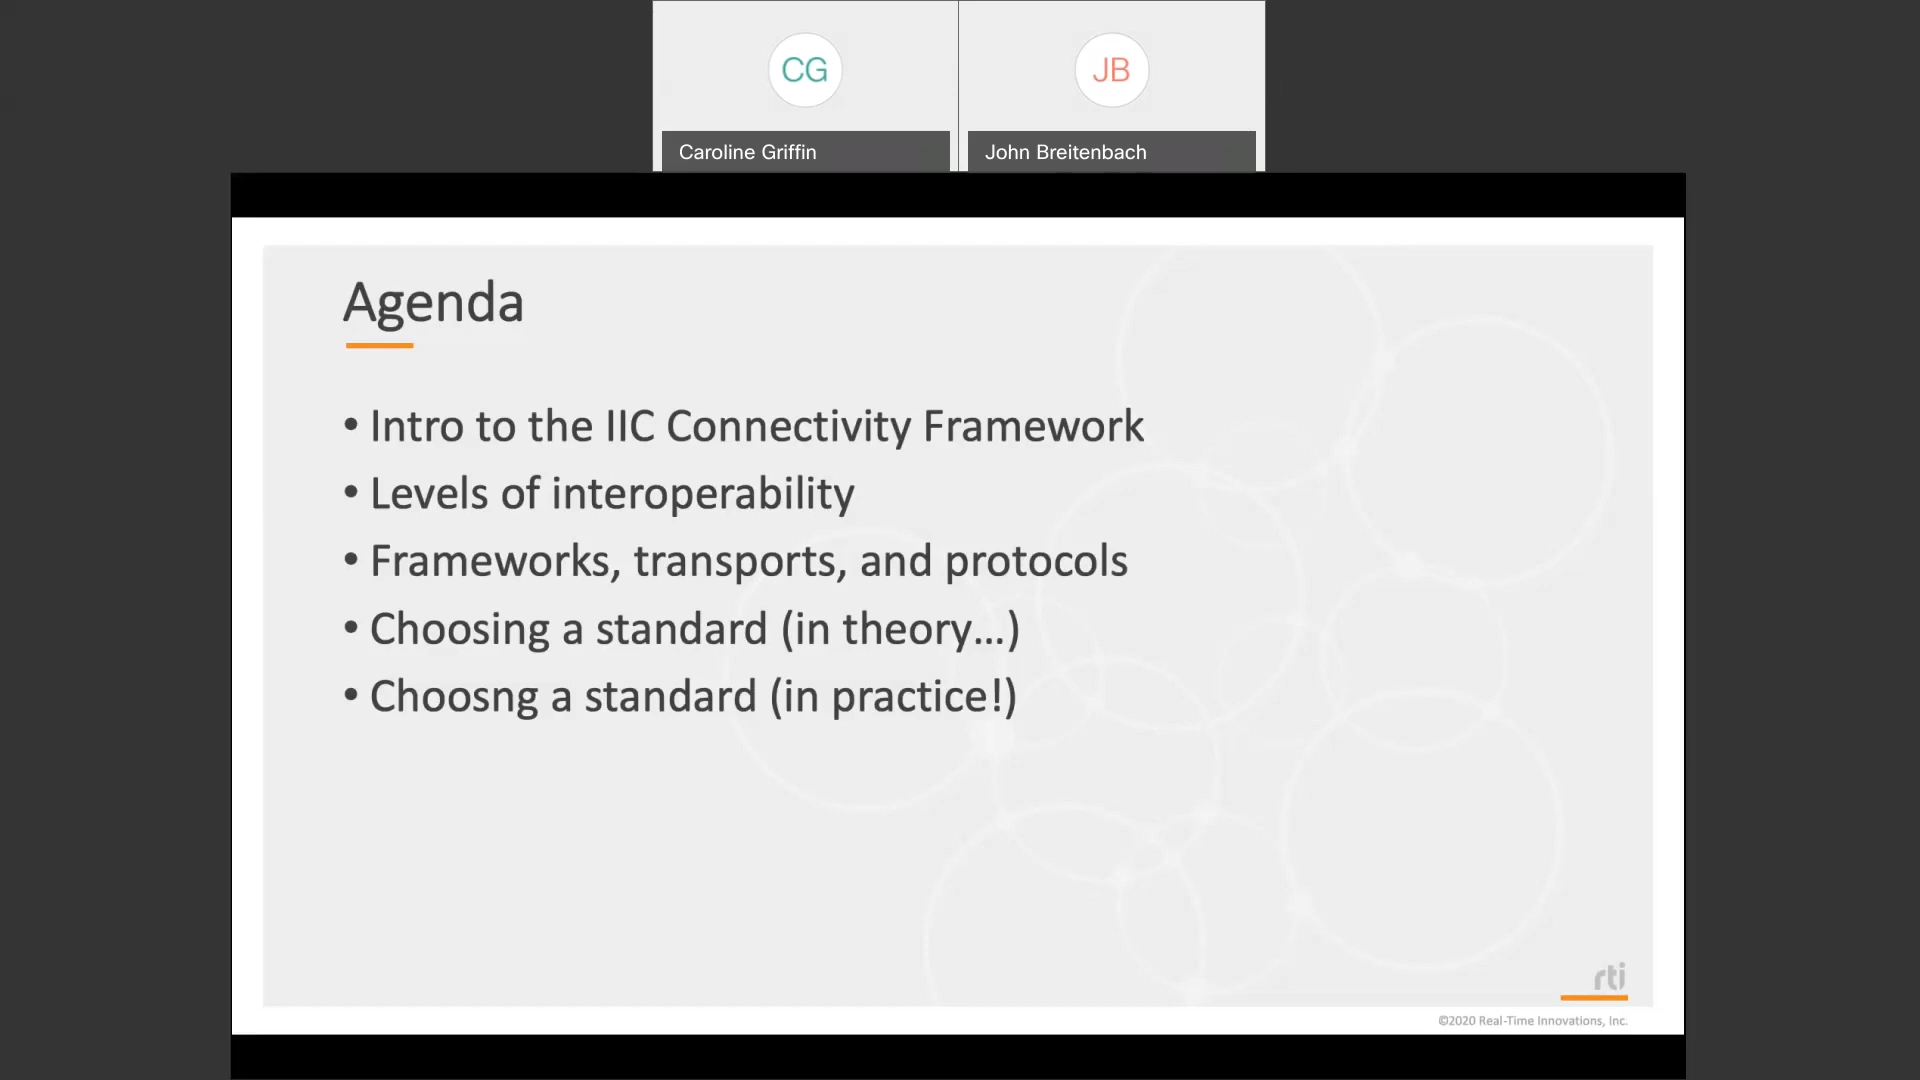 CG
JB
Caroline Griffin
John Breitenbach
Agenda
• Intro to the IIC Connectivity Framework
• Levels of interoperability
• Frameworks, transports, and protocols
• Choosing a standard (in theory...)
• Choosng a standard (in practice!)
rti
©2020 Real-Time Innovations, Inc.